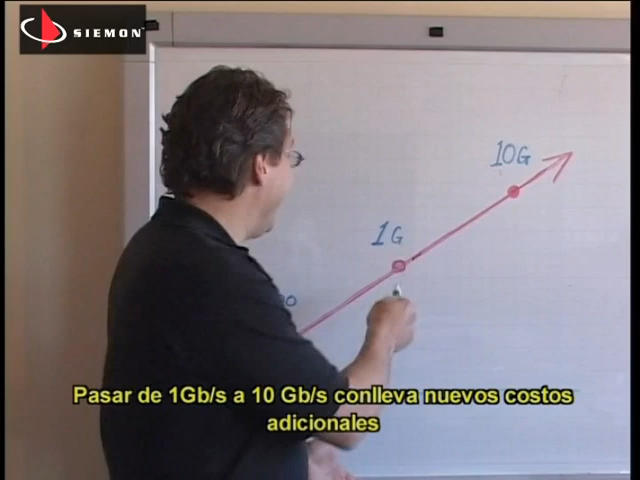 SIEMON
10G
1G
Pasar de 1Gb/s a 10 Gb/s conlleva nuevos costos
adicionales